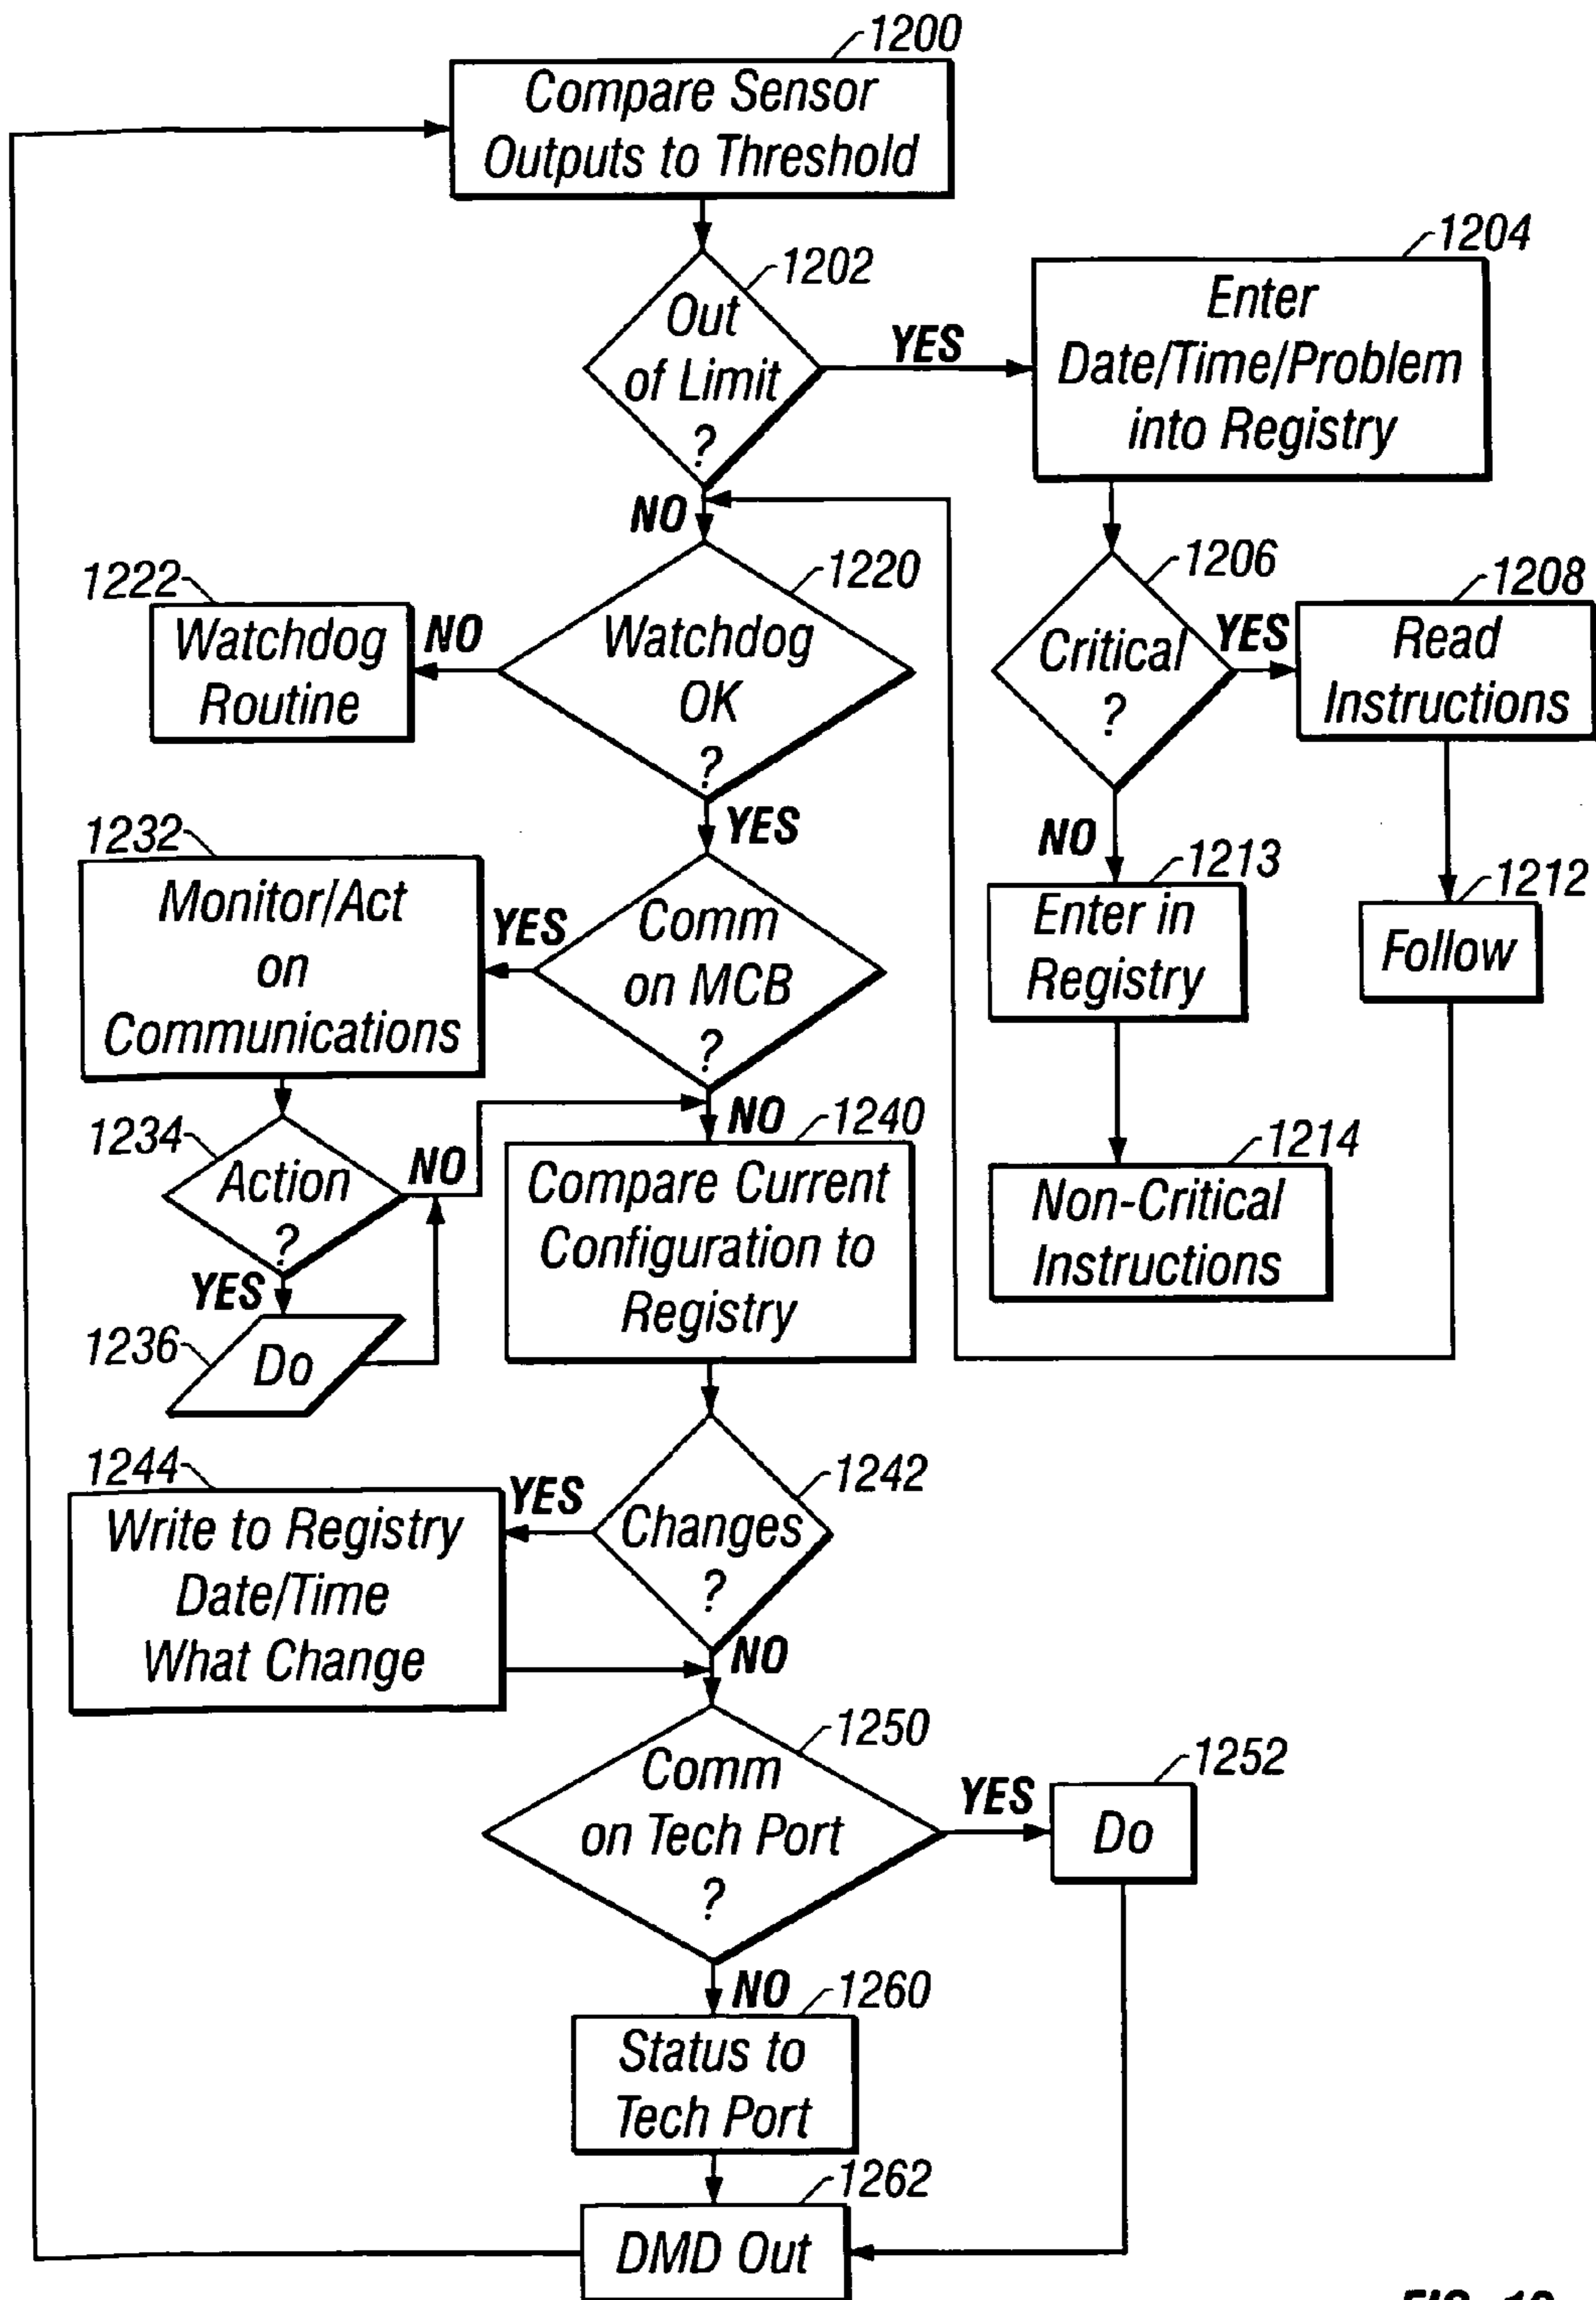 1200
Compare Sensor
Outputs to Threshold
1202
Out
of Limit
?
YES
1204
Enter
Date/Time/Problem
into Registry
NO
1206
Critical
?
YES
1208
Read
Instructions
1220
Watchdog
OK
?
NO
1222
Watchdog
Routine
YES
NO
1213
Enter in
Registry
1212
Follow
1232
Monitor/Act
on
Communications
YES
Comm
on MCB
?
NO
1214
Non-Critical
Instructions
1234
Action
?
NO
YES
1236
Do
1240
Compare Current
Configuration to
Registry
1242
Changes
?
YES
1244
Write to Registry
Date/Time
What Change
NO
1250
Comm
on Tech Port
?
YES
1252
Do
NO
1260
Status to
Tech Port
1262
DMD Out